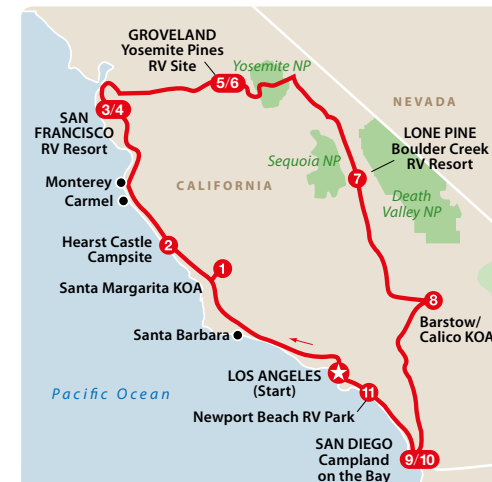 GROVELAND
Yosemite Pines
RV Site
5/6
Yosemite NP
NEVADA
3/4
SAN
FRANCISCO
RV Resort
LONE PINE
Boulder Creek
RV Resort
Sequoia NP
7
Monterey
CALIFORNIA
Carmel
Death
Valley NP
Hearst Castle
Campsite
2
1
Santa Margarita KOA
8
Barstow/
Calico KOA
Santa Barbara
LOS ANGELES
(Start)
Pacific Ocean
11
Newport Beach RV Park
SAN DIEGO
Campland
on the Bay
9/10